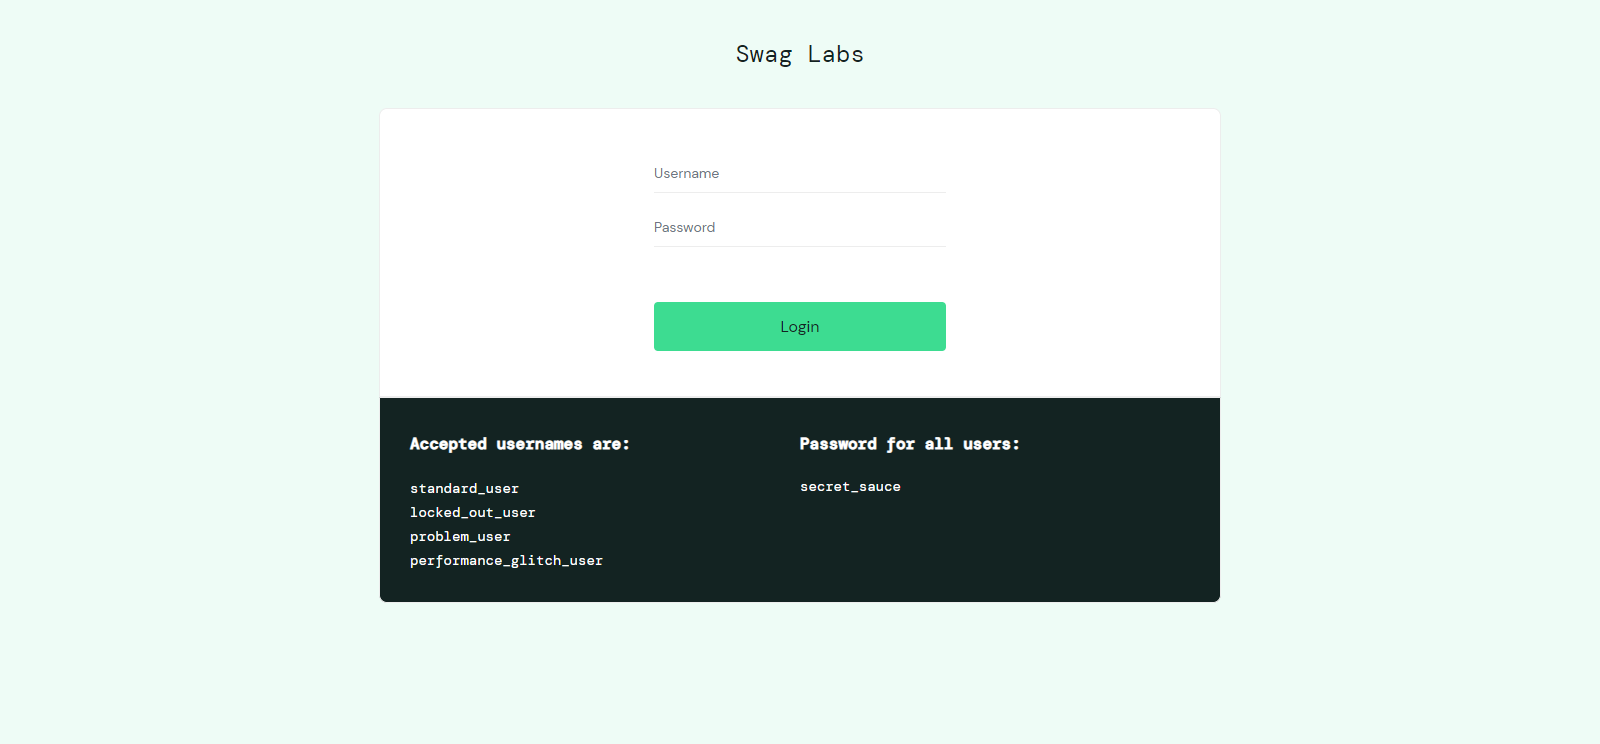 Swag Labs
Username
Password
Login
Accepted usernames are:
standard_user
locked_out_user
problem_user
performance_glitch_user
Password for all users:
secret_sauce